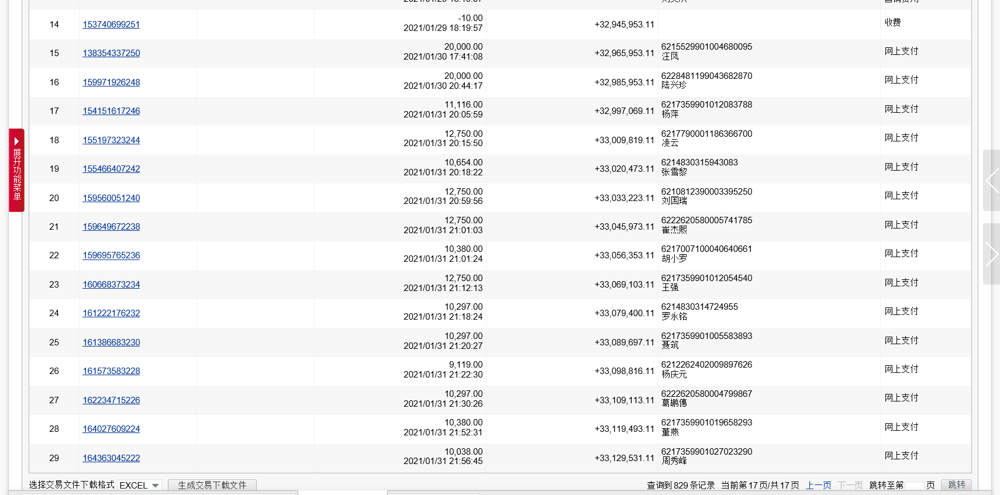 14 153740699251 -10.00 +32,945,953.11 收费
2021/01/29 18:19:57
15 138354337250 20,000.00 +32,965,953.11 6215529901004680095 网上支付
2021/01/30 17:41:08 汪凤
16 159971926248 20,000.00 +32,985,953.11 6228481199043682870 网上支付
2021/01/30 20:44:17 陆兴珍
17 154151617246 11,116.00 +32,997,069.11 6217359901012083788 网上支付
2021/01/31 20:05:59 杨萍
18 155197323244 12,750.00 +33,009,819.11 6217790001186366700 网上支付
2021/01/31 20:15:50 凌云
19 155466407242 10,654.00 +33,020,473.11 6214830315943083 网上支付
2021/01/31 20:18:22 张雪黎
20 159560051240 12,750.00 +33,033,223.11 6210812390003395250 网上支付
2021/01/31 20:59:56 刘国瑞
21 159649672238 12,750.00 +33,045,973.11 6222620580005741785 网上支付
2021/01/31 21:01:03 崔杰熙
22 159695765236 10,380.00 +33,056,353.11 6217007100040640661 网上支付
2021/01/31 21:01:24 胡小罗
23 160668373234 12,750.00 +33,069,103.11 6217359901012054540 网上支付
2021/01/31 21:12:13 王强
24 161222176232 10,297.00 +33,079,400.11 6214830314724955 网上支付
2021/01/31 21:18:24 罗永铭
25 161386683230 10,297.00 +33,089,697.11 6217359901005583893 网上支付
2021/01/31 21:20:27 聂筑
26 161573583228 9,119.00 +33,098,816.11 6212262402009897626 网上支付
2021/01/31 21:22:30 杨庆元
27 162234715226 10,297.00 +33,109,113.11 6222620580004799867 网上支付
2021/01/31 21:30:26
28 164027609224 10,380.00 +33,119,493.11 6217359901019658293 网上支付
2021/01/31 21:52:31 董燕
29 164363045222 10,038.00 +33,129,531.11 6217359901027023290 网上支付
2021/01/31 21:56:45 周秀峰
展开功能菜单
选择交易文件下载格式 EXCEL 生成交易下载文件 查询到 829 条记录 当前第 17 页/共 17 页 上一页 下一页 跳转至第 页 跳转